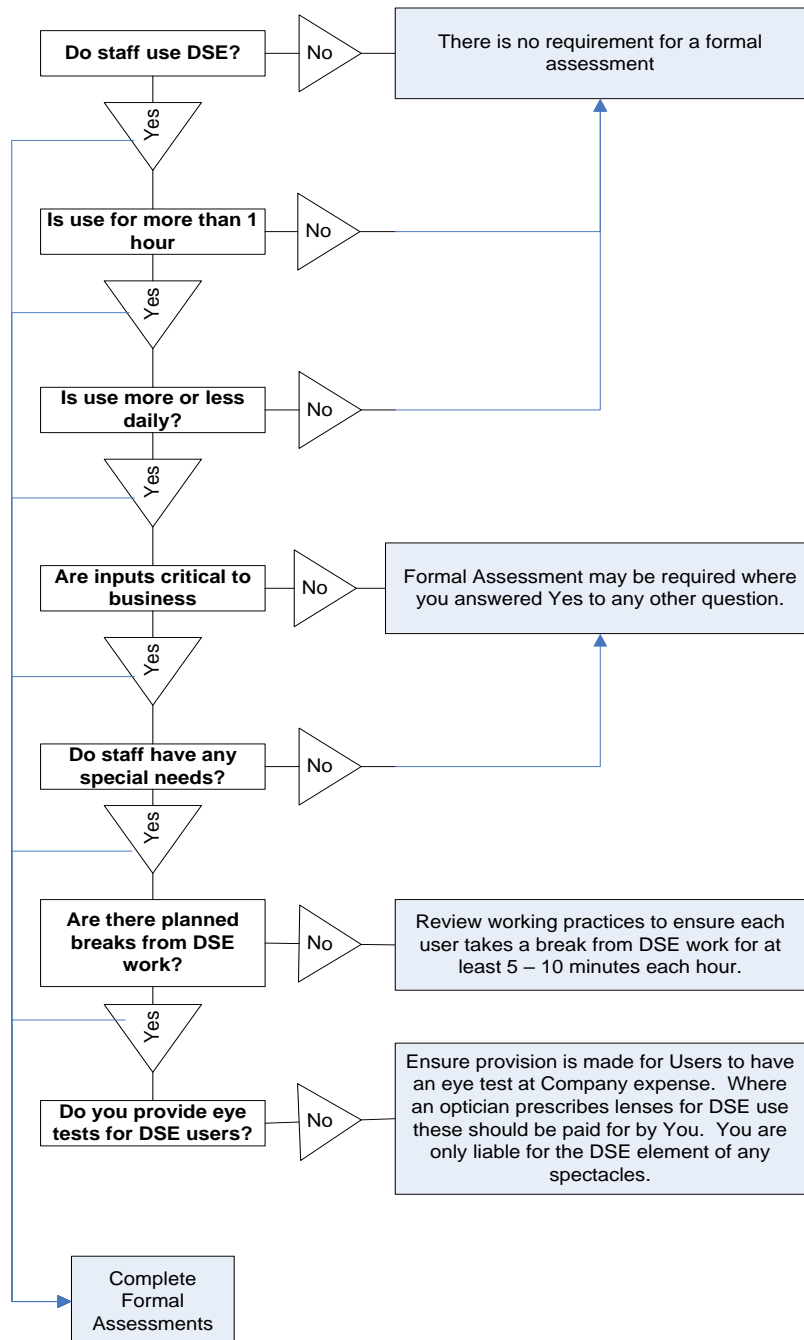 Do staff use DSE?
No
There is no requirement for a formal
assessment
Yes
Is use for more than 1
hour
No
Yes
Is use more or less
daily?
No
Yes
Are inputs critical to
business
No
Formal Assessment may be required where
you answered Yes to any other question.
Yes
Do staff have any
special needs?
No
Yes
Are there planned
breaks from DSE
work?
No
Review working practices to ensure each
user takes a break from DSE work for at
least 5 – 10 minutes each hour.
Yes
Do you provide eye
tests for DSE users?
No
Ensure provision is made for Users to have
an eye test at Company expense. Where
an optician prescribes lenses for DSE use
these should be paid for by You. You are
only liable for the DSE element of any
spectacles.
Complete
Formal
Assessments